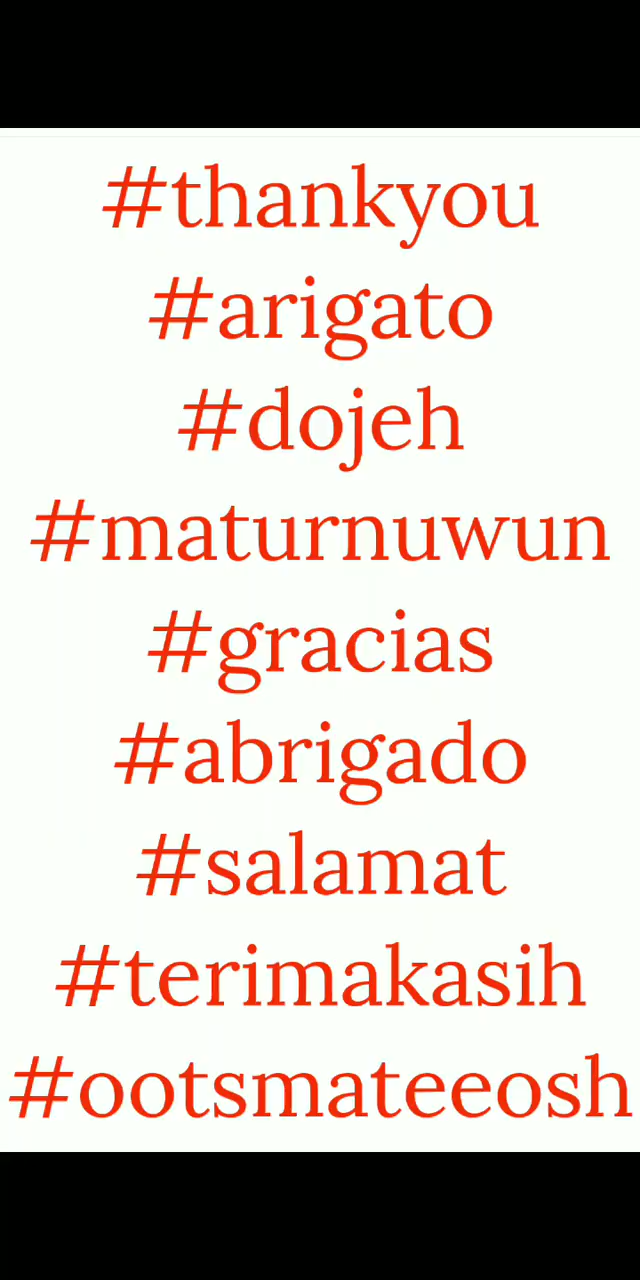 #thankyou
#arigato
#dojeh
#maturnuwun
#gracias
#abrigado
#salamat
#terimakasih
#ootsmateeosh